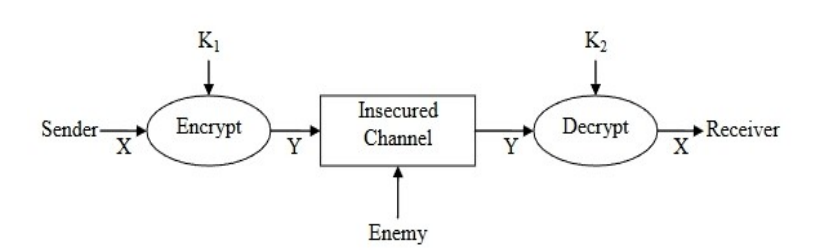 K₁
K₂
Sender
X
Encrypt
Y
Insecured
Channel
Y
Decrypt
X
Receiver
Enemy